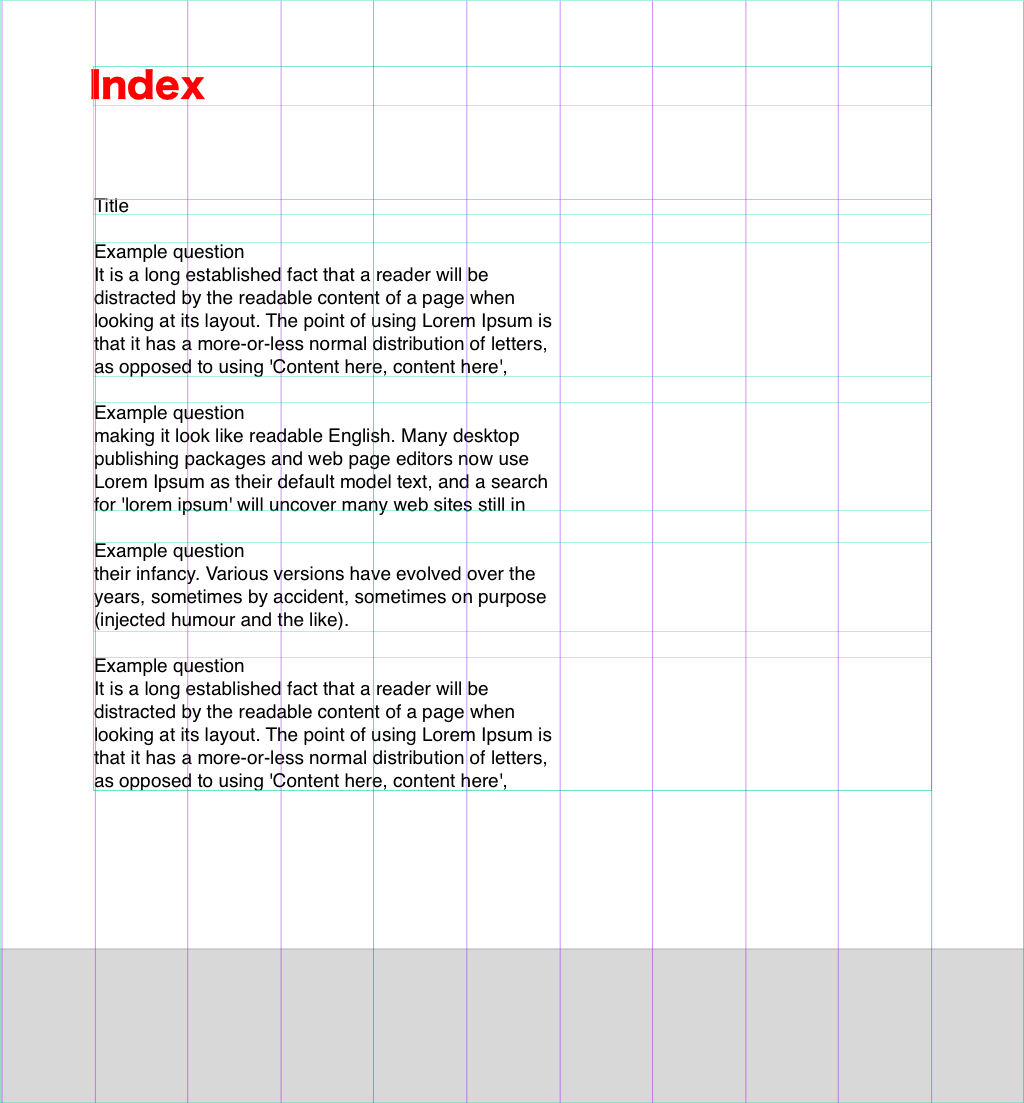 Index
Title
Example question
It is a long established fact that a reader will be
distracted by the readable content of a page when
looking at its layout. The point of using Lorem Ipsum is
that it has a more-or-less normal distribution of letters,
as opposed to using 'Content here, content here',
Example question
making it look like readable English. Many desktop
publishing packages and web page editors now use
Lorem Ipsum as their default model text, and a search
for 'lorem ipsum' will uncover many web sites still in
Example question
their infancy. Various versions have evolved over the
years, sometimes by accident, sometimes on purpose
(injected humour and the like).
Example question
It is a long established fact that a reader will be
distracted by the readable content of a page when
looking at its layout. The point of using Lorem Ipsum is
that it has a more-or-less normal distribution of letters,
as opposed to using 'Content here, content here',